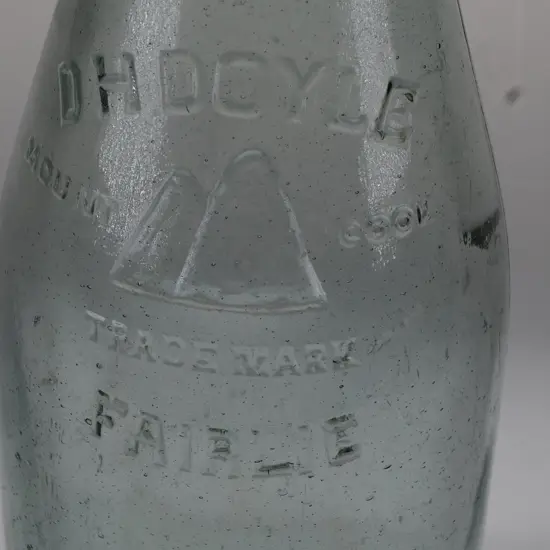 D H DOYLE
MOUNT COOK
TRADE MARK
FAIRLIE